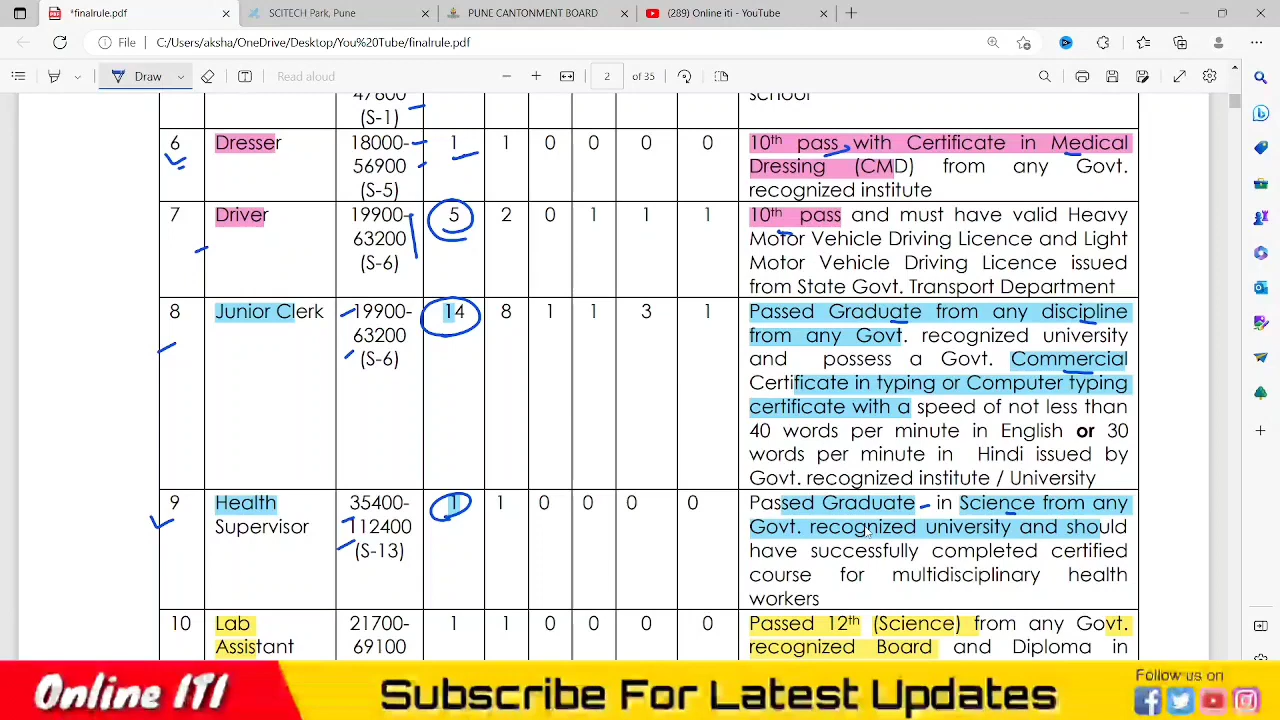 *finalrule.pdf
SCITECH Park, Pune
PUNE CANTONMENT BOARD
(289) Online iti - YouTube
File
C:/Users/aksha/OneDrive/Desktop/You%20Tube/finalrule.pdf
Draw
Read aloud
2
of 35
47600
(S-1)
school
6
Dresser
18000-
56900
(S-5)
1
1
0
0
0
0
10th pass with Certificate in Medical
Dressing (CMD) from any Govt.
recognized institute
7
Driver
19900-
63200
(S-6)
5
2
0
1
1
1
10th pass and must have valid Heavy
Motor Vehicle Driving Licence and Light
Motor Vehicle Driving Licence issued
from State Govt. Transport Department
8
Junior Clerk
19900-
63200
(S-6)
14
8
1
1
3
1
Passed Graduate from any discipline
from any Govt. recognized university
and possess a Govt. Commercial
Certificate in typing or Computer typing
certificate with a speed of not less than
40 words per minute in English or 30
words per minute in Hindi issued by
Govt. recognized institute / University
9
Health
Supervisor
35400-
112400
(S-13)
1
1
0
0
0
0
Passed Graduate in Science from any
Govt. recognized university and should
have successfully completed certified
course for multidisciplinary health
workers
10
Lab
Assistant
21700-
69100
1
1
0
0
0
0
Passed 12th (Science) from any Govt.
recognized Board and Diploma in
Online ITI
Subscribe For Latest Updates
Follow us on